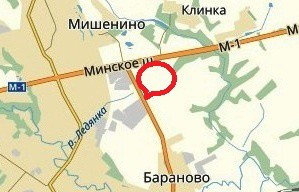 Клинка
Мишенино
М-1
Минское ш
М-1
р. Ледянка
Бараново